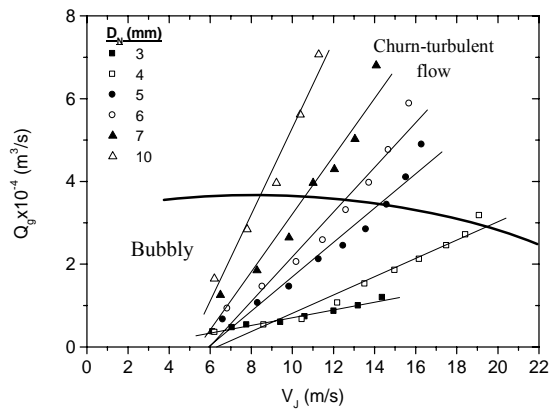 D_N (mm)
3
4
5
6
7
10
Churn-turbulent
flow
Bubbly
Q_g x10^-4 (m^3/s)
8
6
4
2
0
0 2 4 6 8 10 12 14 16 18 20 22
V_J (m/s)